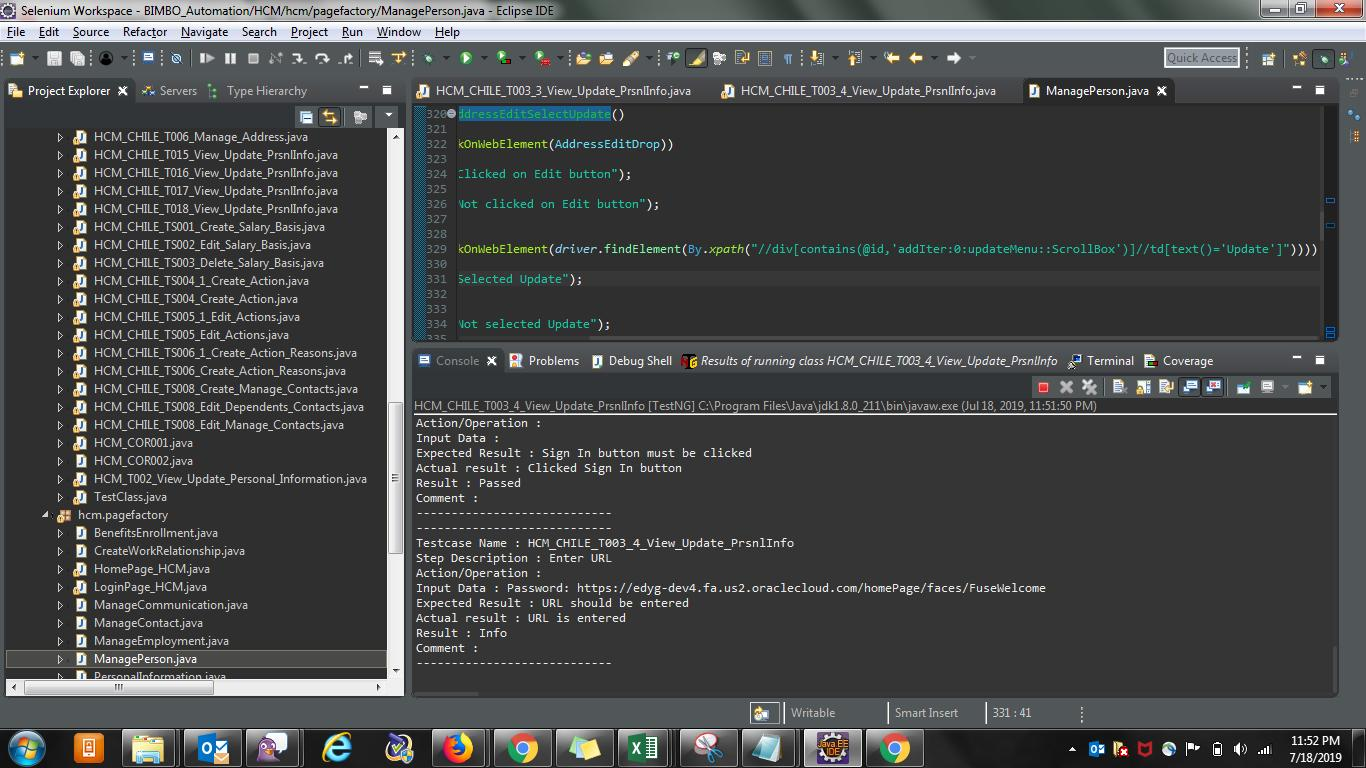 Selenium Workspace - BIMBO_Automation/HCM/hcm/pagefactory/ManagePerson.java - Eclipse IDE
File Edit Source Refactor Navigate Search Project Run Window Help
Quick Access
Project Explorer Servers Type Hierarchy
HCM_CHILE_T006_Manage_Address.java
HCM_CHILE_T015_View_Update_PrsnlInfo.java
HCM_CHILE_T016_View_Update_PrsnlInfo.java
HCM_CHILE_T017_View_Update_PrsnlInfo.java
HCM_CHILE_T018_View_Update_PrsnlInfo.java
HCM_CHILE_TS001_Create_Salary_Basis.java
HCM_CHILE_TS002_Edit_Salary_Basis.java
HCM_CHILE_TS003_Delete_Salary_Basis.java
HCM_CHILE_TS004_1_Create_Action.java
HCM_CHILE_TS004_Create_Action.java
HCM_CHILE_TS005_1_Edit_Actions.java
HCM_CHILE_TS005_Edit_Actions.java
HCM_CHILE_TS006_1_Create_Action_Reasons.java
HCM_CHILE_TS006_Create_Action_Reasons.java
HCM_CHILE_TS008_Create_Manage_Contacts.java
HCM_CHILE_TS008_Edit_Dependents_Contacts.java
HCM_CHILE_TS008_Edit_Manage_Contacts.java
HCM_COR001.java
HCM_COR002.java
HCM_T002_View_Update_Personal_Information.java
TestClass.java
hcm.pagefactory
BenefitsEnrollment.java
CreateWorkRelationship.java
HomePage_HCM.java
LoginPage_HCM.java
ManageCommunication.java
ManageContact.java
ManageEmployment.java
ManagePerson.java
PersonalInformation.java
HCM_CHILE_T003_3_View_Update_PrsnlInfo.java HCM_CHILE_T003_4_View_Update_PrsnlInfo.java ManagePerson.java
320 ddressEditSelectUpdate()
321
322 kOnWebElement(AddressEditDrop))
323
324 Clicked on Edit button");
325
326 Not clicked on Edit button");
327
328
329 kOnWebElement(driver.findElement(By.xpath("//div[contains(@id,'addIter:0:updateMenu::ScrollBox')]//td[text()='Update']"))))
330
331 Selected Update");
332
333
334 Not selected Update");
335
Console Problems Debug Shell Results of running class HCM_CHILE_T003_4_View_Update_PrsnlInfo Terminal Coverage
HCM_CHILE_T003_4_View_Update_PrsnlInfo [TestNG] C:\Program Files\Java\jdk1.8.0_211\bin\javaw.exe (Jul 18, 2019, 11:51:50 PM)
Action/Operation :
Input Data :
Expected Result : Sign In button must be clicked
Actual result : Clicked Sign In button
Result : Passed
Comment :
----------------------------
----------------------------
Testcase Name : HCM_CHILE_T003_4_View_Update_PrsnlInfo
Step Description : Enter URL
Action/Operation :
Input Data : Password: https://edyg-dev4.fa.us2.oraclecloud.com/homePage/faces/FuseWelcome
Expected Result : URL should be entered
Actual result : URL is entered
Result : Info
Comment :
----------------------------
Writable Smart Insert 331 : 41
Java EE
IDE
11:52 PM
7/18/2019